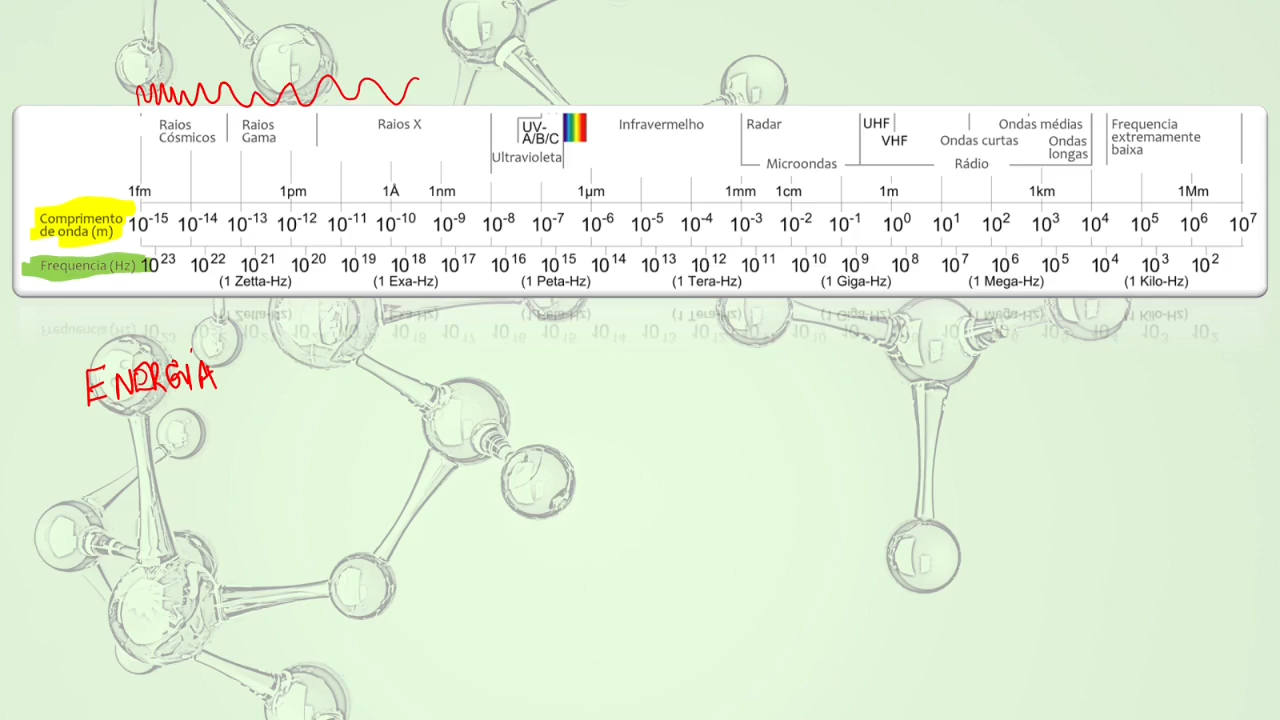 Raios Cósmicos
Raios Gama
Raios X
UV-A/B/C
Ultravioleta
Infravermelho
Radar
Microondas
UHF
VHF
Ondas curtas
Ondas médias
Ondas longas
Rádio
Frequencia extremamente baixa
1fm 1pm 1Å 1nm 1µm 1mm 1cm 1m 1km 1Mm
Comprimento de onda (m)
10⁻¹⁵ 10⁻¹⁴ 10⁻¹³ 10⁻¹² 10⁻¹¹ 10⁻¹⁰ 10⁻⁹ 10⁻⁸ 10⁻⁷ 10⁻⁶ 10⁻⁵ 10⁻⁴ 10⁻³ 10⁻² 10⁻¹ 10⁰ 10¹ 10² 10³ 10⁴ 10⁵ 10⁶ 10⁷
Frequencia (Hz) 10²³ 10²² 10²¹ 10²⁰ 10¹⁹ 10¹⁸ 10¹⁷ 10¹⁶ 10¹⁵ 10¹⁴ 10¹³ 10¹² 10¹¹ 10¹⁰ 10⁹ 10⁸ 10⁷ 10⁶ 10⁵ 10⁴ 10³ 10²
(1 Zetta-Hz) (1 Exa-Hz) (1 Peta-Hz) (1 Tera-Hz) (1 Giga-Hz) (1 Mega-Hz) (1 Kilo-Hz)
ENERGIA